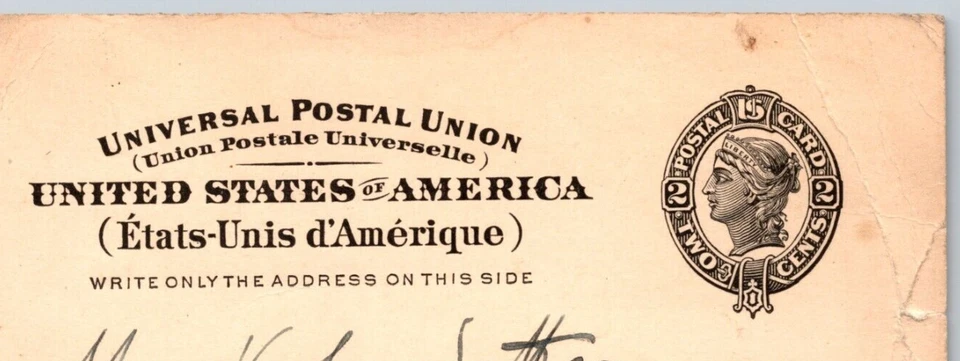 UNIVERSAL POSTAL UNION
(Union Postale Universelle)
UNITED STATES OF AMERICA
(États-Unis d'Amérique)
WRITE ONLY THE ADDRESS ON THIS SIDE
US
POSTAL CARD
LIBERTY
2 2
TWO CENTS